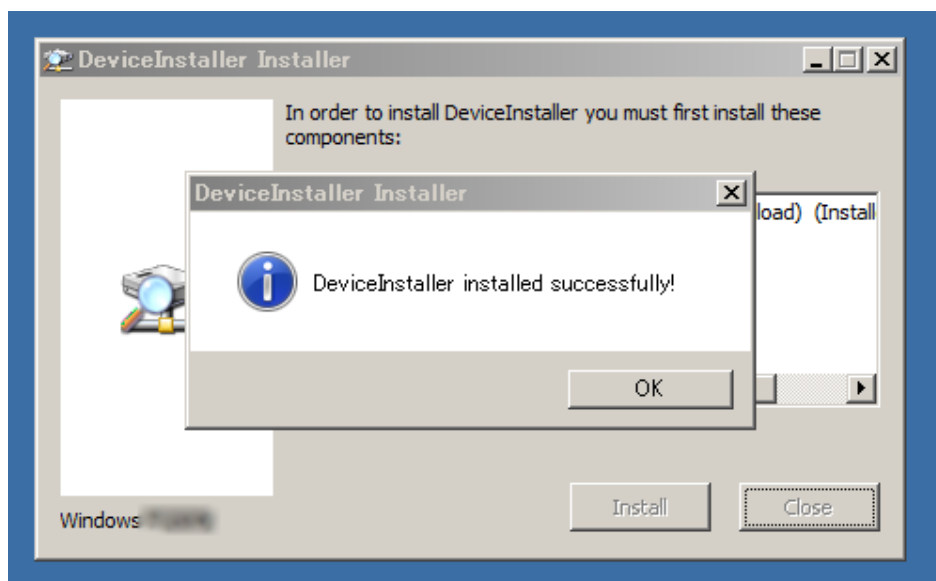 DeviceInstaller Installer
In order to install DeviceInstaller you must first install these
components:
DeviceInstaller Installer
load) (Install
DeviceInstaller installed successfully!
OK
Install
Close
Windows